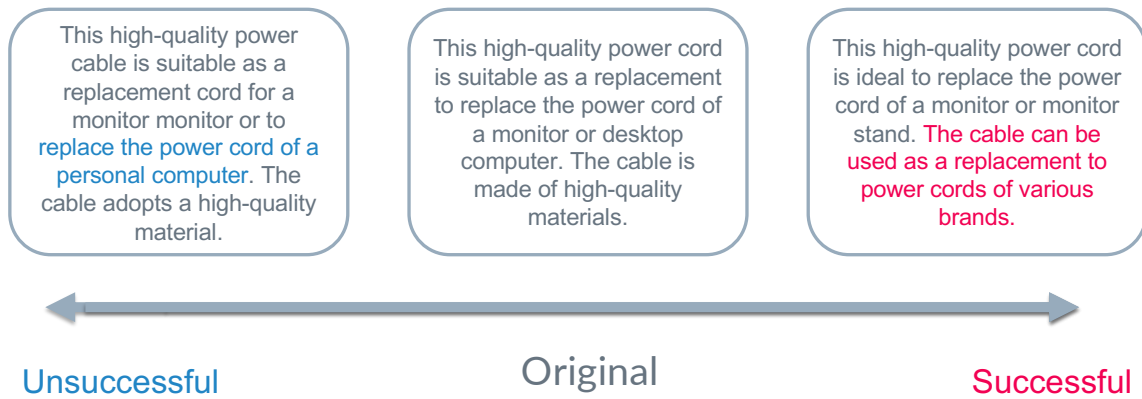 This high-quality power
cable is suitable as a
replacement cord for a
monitor monitor or to
replace the power cord of a
personal computer. The
cable adopts a high-quality
material.
This high-quality power cord
is suitable as a replacement
to replace the power cord of
a monitor or desktop
computer. The cable is
made of high-quality
materials.
This high-quality power cord
is ideal to replace the power
cord of a monitor or monitor
stand. The cable can be
used as a replacement to
power cords of various
brands.
Unsuccessful
Original
Successful